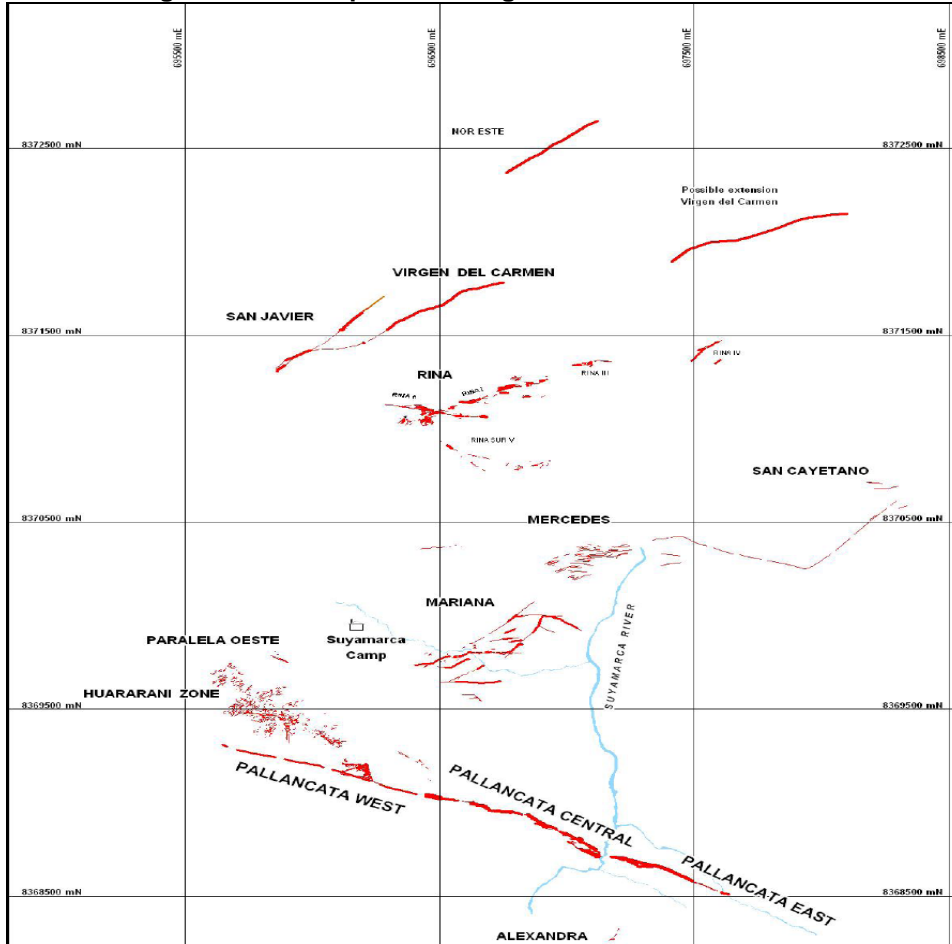 695500 mE
696500 mE
697500 mE
698500 mE
NOR ESTE
8372500 mN
8372500 mN
Possible extension
Virgen del Carmen
VIRGEN DEL CARMEN
SAN JAVIER
8371500 mN
8371500 mN
RINA IV
RINA
RINA III
RINA II
RINA I
RINA SUR V
SAN CAYETANO
8370500 mN
8370500 mN
MERCEDES
MARIANA
SUYAMARCA RIVER
PARALELA OESTE
Suyamarca
Camp
HUARARANI ZONE
8369500 mN
8369500 mN
PALLANCATA WEST
PALLANCATA CENTRAL
PALLANCATA EAST
8368500 mN
8368500 mN
ALEXANDRA